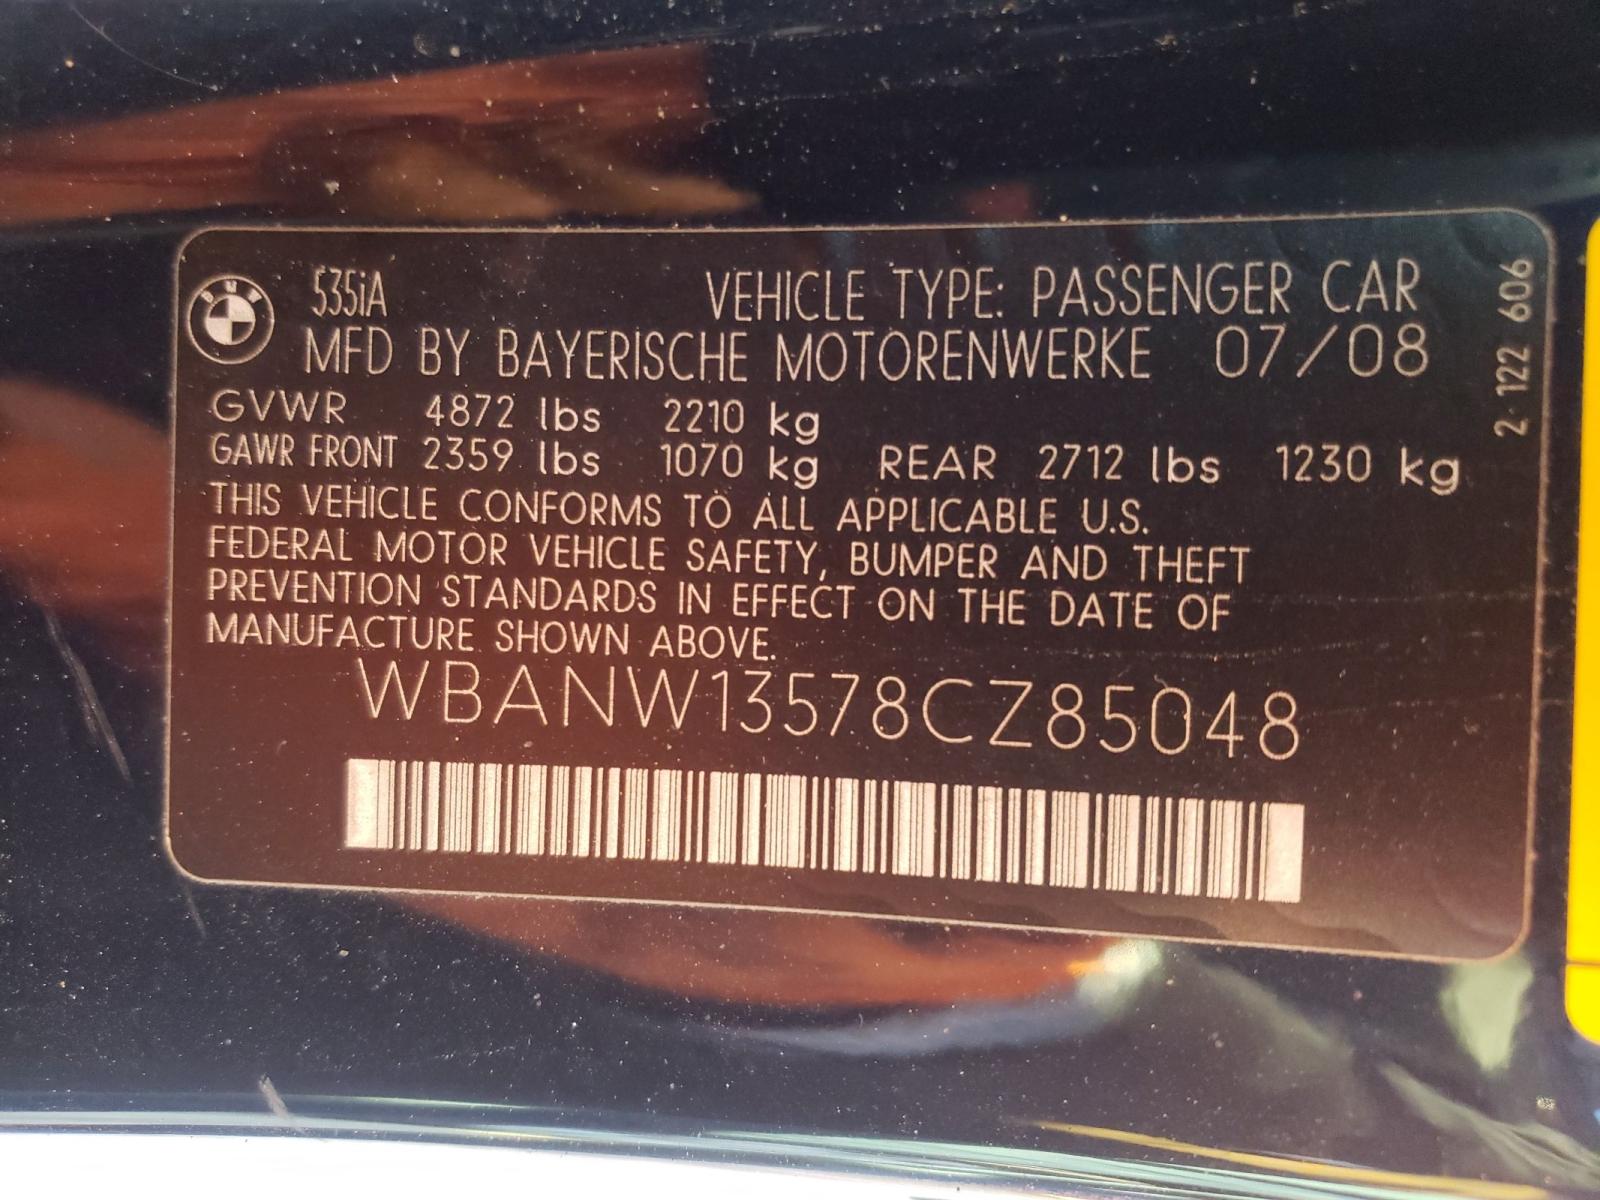 BMW
535iA VEHICLE TYPE: PASSENGER CAR
MFD BY BAYERISCHE MOTORENWERKE 07/08
GVWR 4872 lbs 2210 kg
GAWR FRONT 2359 lbs 1070 kg REAR 2712 lbs 1230 kg
THIS VEHICLE CONFORMS TO ALL APPLICABLE U.S.
FEDERAL MOTOR VEHICLE SAFETY, BUMPER AND THEFT
PREVENTION STANDARDS IN EFFECT ON THE DATE OF
MANUFACTURE SHOWN ABOVE.
WBANW13578CZ85048
2 122 606